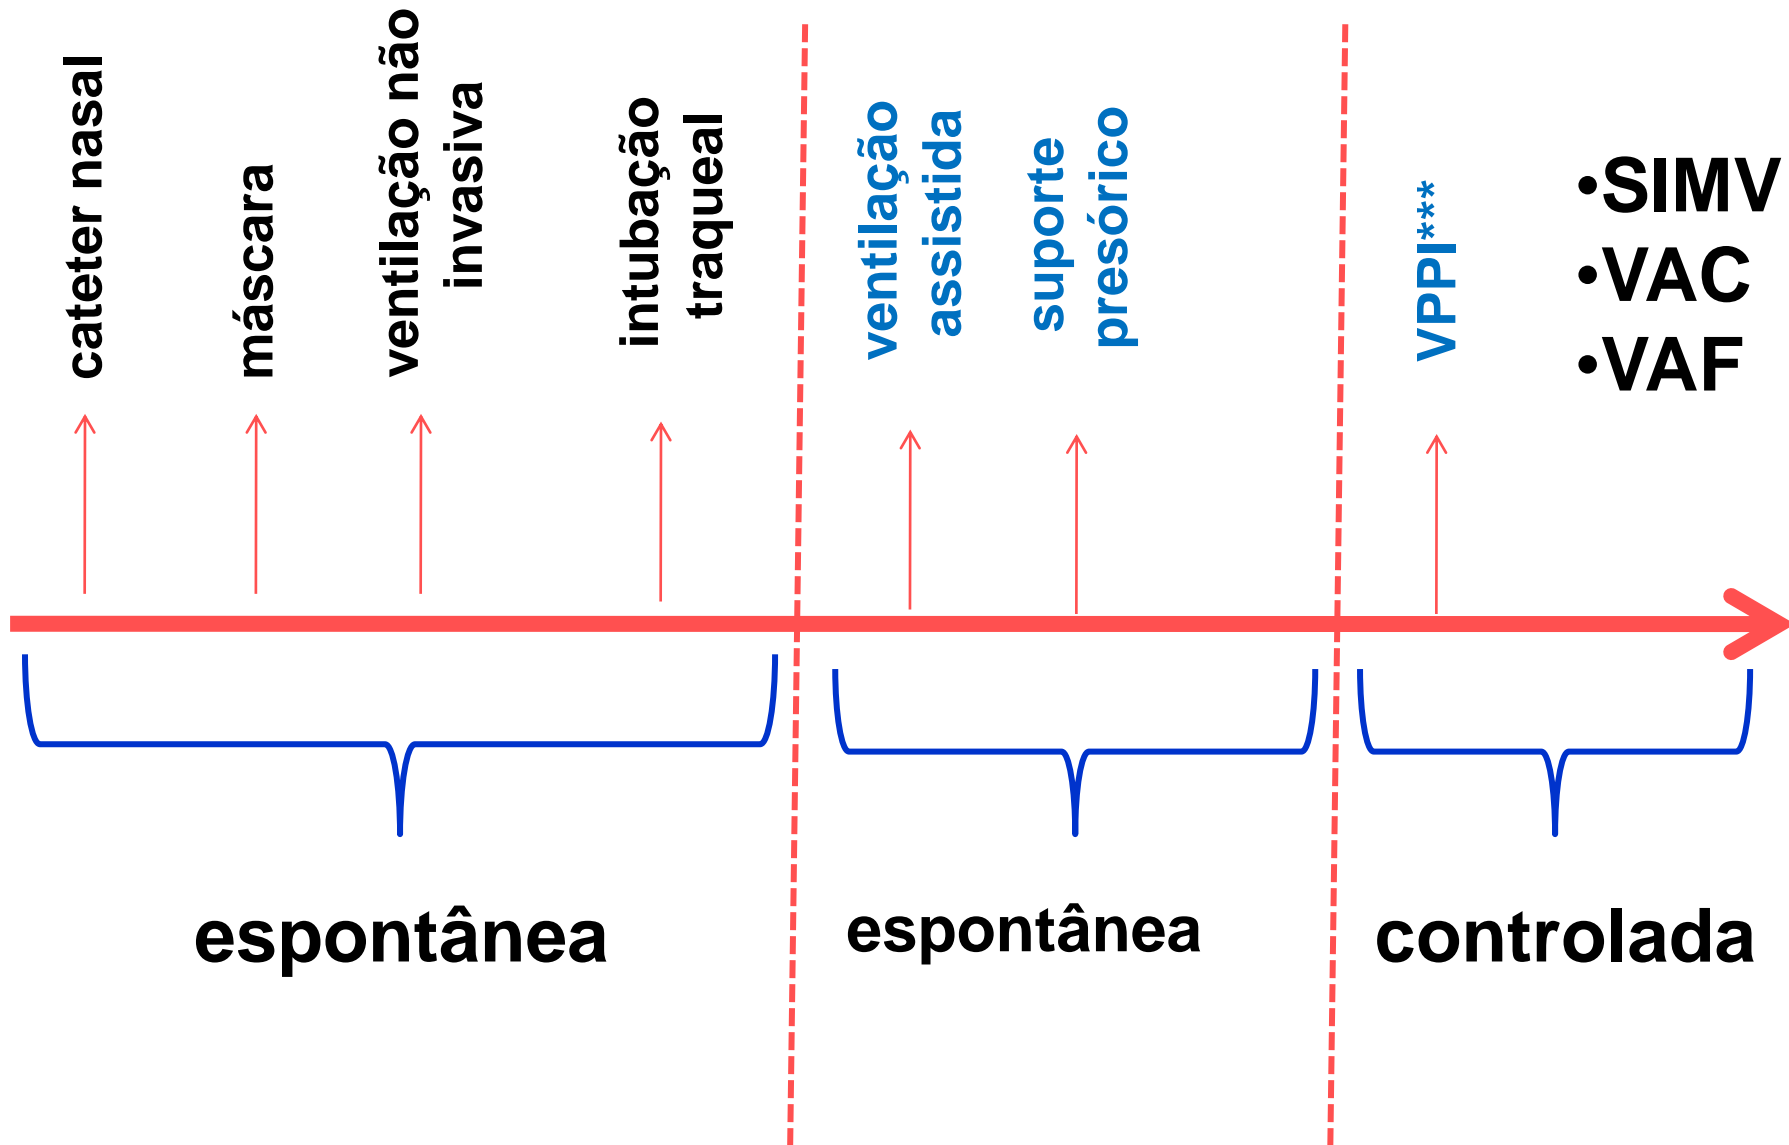 cateter nasal
máscara
ventilação não
invasiva
intubação
traqueal
ventilação
assistida
suporte
presórico
VPPI***
•SIMV
•VAC
•VAF
espontânea
espontânea
controlada